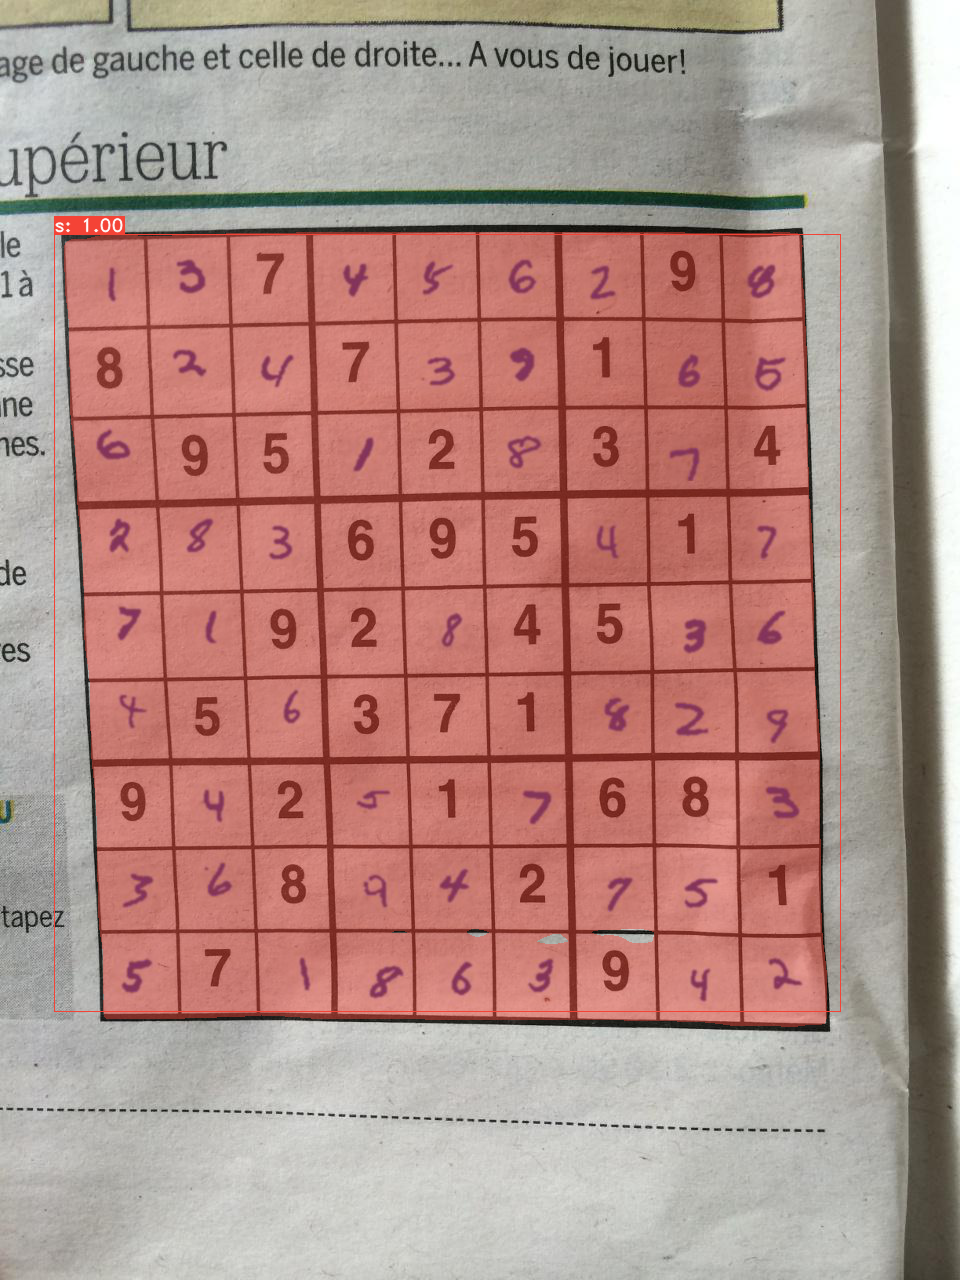 age de gauche et celle de droite... A vous de jouer!
upérieur
s: 1.00
le
1 à
sse
ne
nes.
de
res
u
tapez
1 3 7 4 5 6 2 9 8
8 2 4 7 3 9 1 6 5
6 9 5 1 2 8 3 7 4
2 8 3 6 9 5 4 1 7
7 1 9 2 8 4 5 3 6
4 5 6 3 7 1 8 2 9
9 4 2 5 1 7 6 8 3
3 6 8 9 4 2 7 5 1
5 7 1 8 6 3 9 4 2